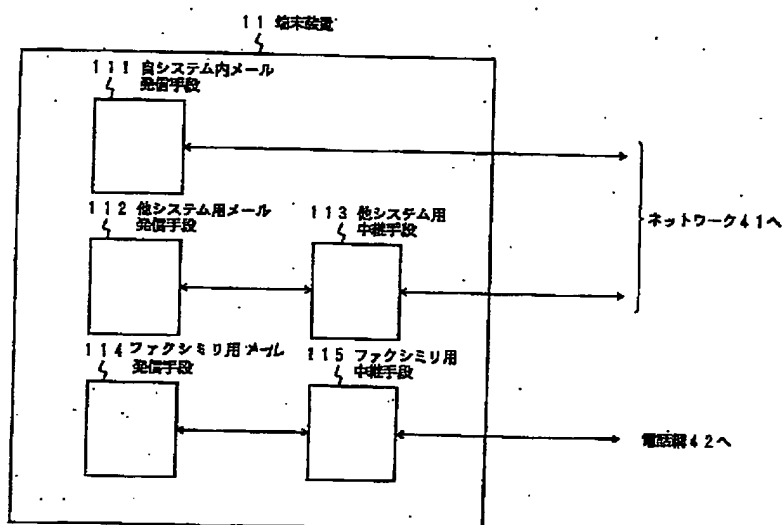 11 端末装置
111 自システム内メール
発信手段
112 他システム用メール
発信手段
113 他システム用
中継手段
ネットワーク41へ
114 ファクシミリ用メール
発信手段
115 ファクシミリ用
中継手段
電話網42へ